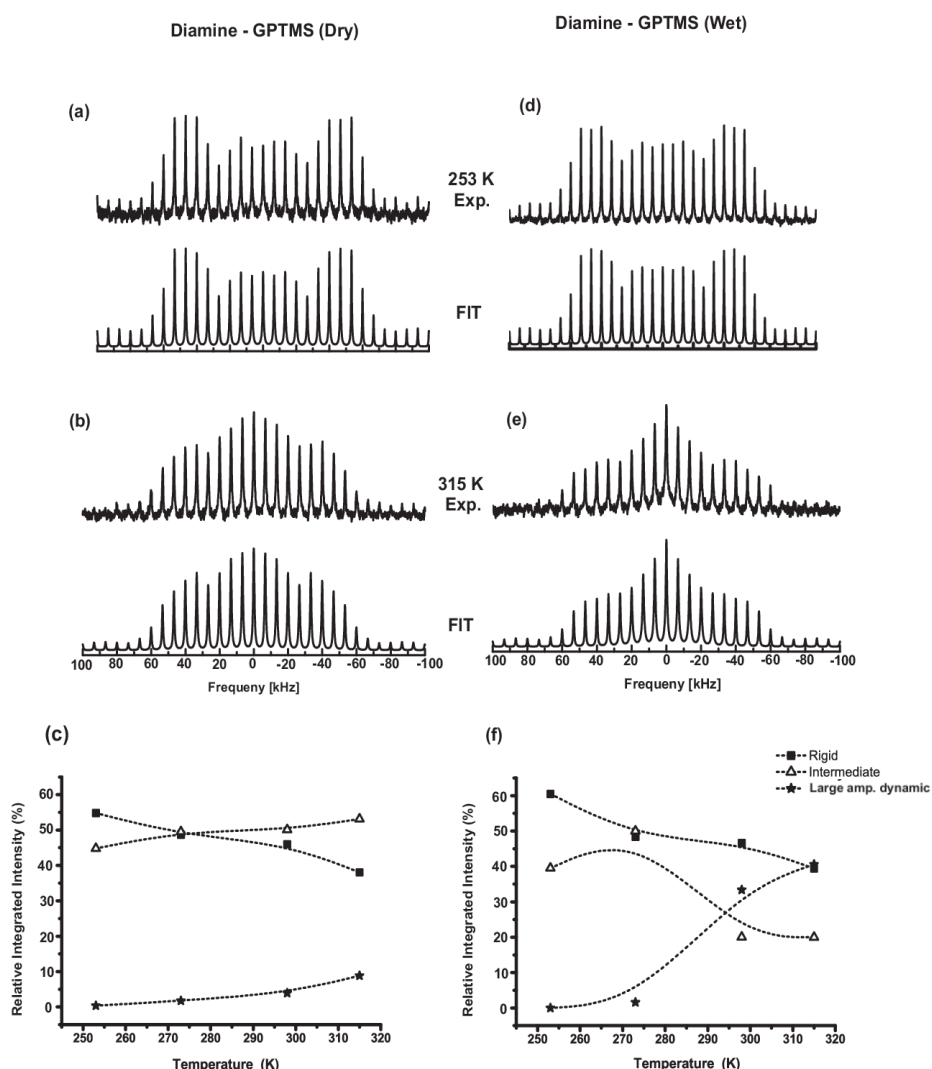 Diamine - GPTMS (Dry)
Diamine - GPTMS (Wet)
(a)
(d)
253 K
Exp.
FIT
(b)
(e)
315 K
Exp.
FIT
100 80 60 40 20 0 -20 -40 -60 -80 -100
Frequeny [kHz]
100 80 60 40 20 0 -20 -40 -60 -80 -100
Frequeny [kHz]
(c)
Relative Integrated Intensity (%)
60
50
40
30
20
10
0
250 260 270 280 290 300 310 320
Temperature (K)
(f)
Rigid
Intermediate
Large amp. dynamic
Relative Integrated Intensity (%)
60
50
40
30
20
10
0
250 260 270 280 290 300 310 320
Temperature (K)